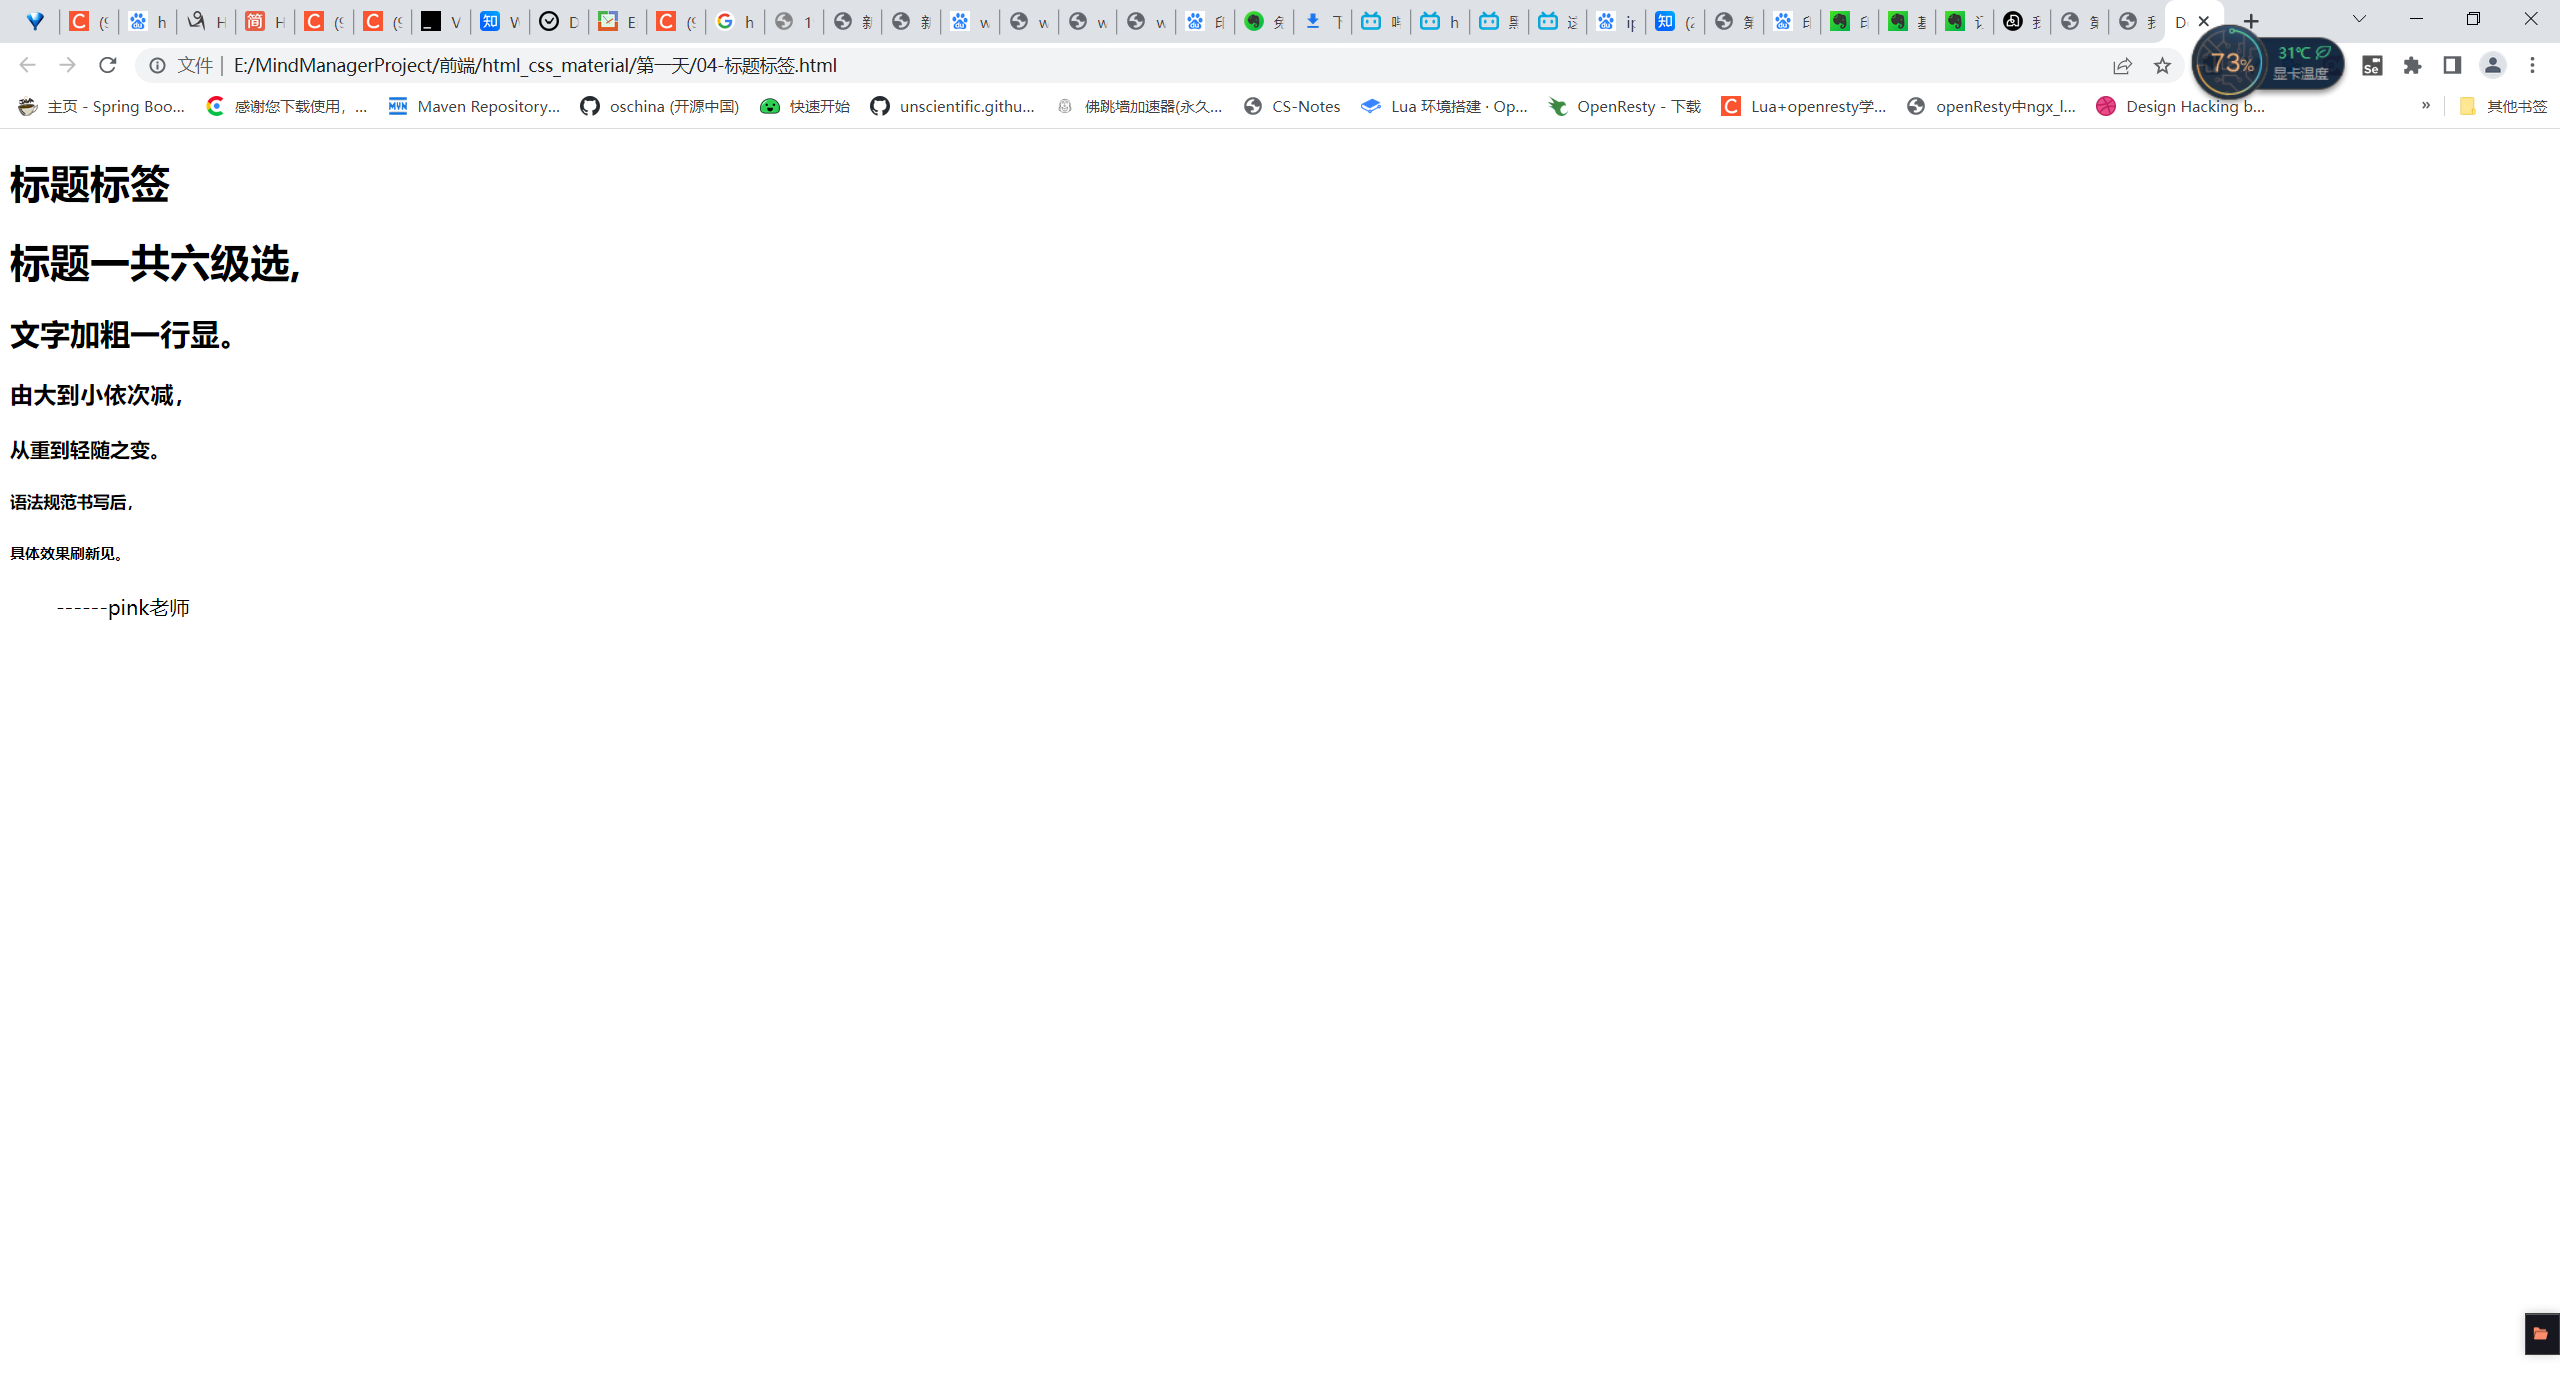 文件 | E:/MindManagerProject/前端/html_css_material/第一天/04-标题标签.html
73% 31℃ 显卡温度
主页 - Spring Boo... 感谢您下载使用，... Maven Repository... oschina (开源中国) 快速开始 unscientific.githu... 佛跳墙加速器(永久... CS-Notes Lua 环境搭建 · Op... OpenResty - 下载 Lua+openresty学... openResty中ngx_l... Design Hacking b... » 其他书签
标题标签
标题一共六级选,
文字加粗一行显。
由大到小依次减，
从重到轻随之变。
语法规范书写后，
具体效果刷新见。
------pink老师